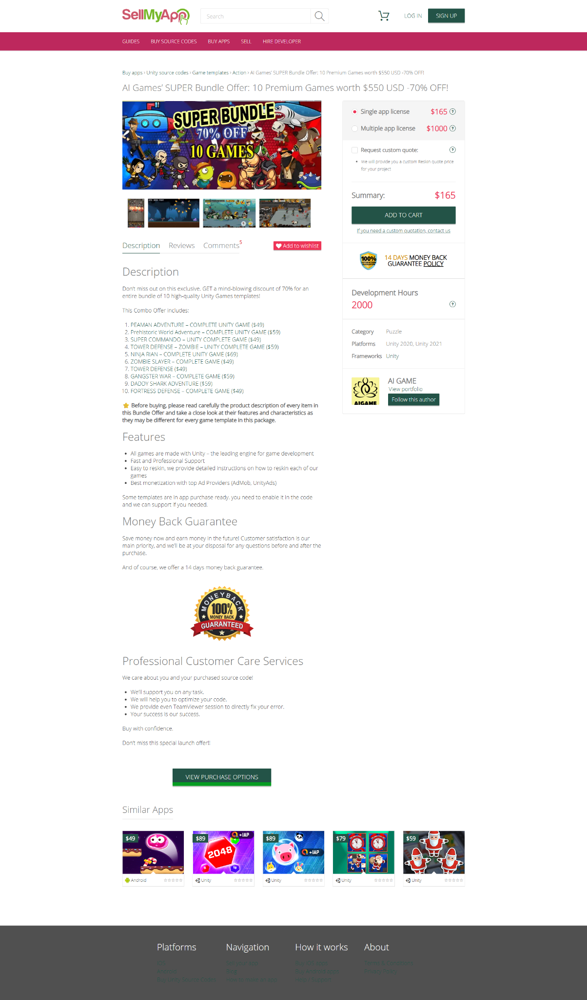 SellMyApp
Search
LOG IN
SIGN UP
GUIDES
BUY SOURCE CODES
BUY APPS
SELL
HIRE DEVELOPER
Buy apps › Unity source codes › Game templates › Action › AI Games’ SUPER Bundle Offer: 10 Premium Games worth $550 USD -70% OFF!
AI Games’ SUPER Bundle Offer: 10 Premium Games worth $550 USD -70% OFF!
SUPER BUNDLE
70% OFF
10 GAMES
Description
Reviews
Comments5
Add to wishlist
Description
Don’t miss out on this exclusive. GET a mind-blowing discount of 70% for an
entire bundle of 10 high-quality Unity Games templates!
This Combo Offer includes:
1. PEAMAN ADVENTURE – COMPLETE UNITY GAME ($49)
2. Prehistoric World Adventure – COMPLETE UNITY GAME ($59)
3. SUPER COMMANDO – UNITY COMPLETE GAME ($49)
4. TOWER DEFENSE – ZOMBIE – UNITY COMPLETE GAME ($59)
5. NINJA RIAN – COMPLETE UNITY GAME ($69)
6. ZOMBIE SLAYER – COMPLETE GAME ($49)
7. TOWER DEFENSE ($49)
8. GANGSTER WAR – COMPLETE GAME ($59)
9. DADDY SHARK ADVENTURE ($59)
10. FORTRESS DEFENSE – COMPLETE GAME ($49)
Before buying, please read carefully the product description of every item in
this Bundle Offer and take a close look at their features and characteristics as
they may be different for every game template in this package.
Features
• All games are made with Unity – the leading engine for game development
• Fast and Professional Support
• Easy to reskin, we provide detailed instructions on how to reskin each of our
games
• Best monetization with top Ad Providers (AdMob, UnityAds)
Some templates are in app purchase ready. you need to enable it in the code
and we can support if you needed.
Money Back Guarantee
Save money now and earn money in the future! Customer satisfaction is our
main priority, and we’ll be at your disposal for any questions before and after the
purchase.
And of course, we offer a 14 days money back guarantee.
MONEYBACK
100%
MONEY BACK
GUARANTEED
Professional Customer Care Services
We care about you and your purchased source code!
• We’ll support you on any task.
• We will help you to optimize your code.
• We provide even TeamViewer session to directly fix your error.
• Your success is our success.
Buy with confidence.
Don’t miss this special launch offer!!
VIEW PURCHASE OPTIONS
Single app license $165 ?
Multiple app license $1000 ?
Request custom quote: ?
• We will provide you a custom Reskin quote price
for your project
Summary: $165
ADD TO CART
If you need a custom quotation, contact us
100%
SATISFACTION
GUARANTEE
14 DAYS MONEY BACK
GUARANTEE POLICY
Development Hours
2000 ?
Category Puzzle
Platforms Unity 2020, Unity 2021
Frameworks Unity
AIGAME
AI GAME
View portfolio
Follow this author
Similar Apps
$49
Android
$89
+IAP
2048
8
16
Unity
$89
+IAP
Unity
$79
Unity
$59
Unity
Platforms
iOS
Android
Buy Unity Source Codes
Navigation
Sell your app
Blog
How to make an app
How it works
Buy iOS apps
Buy Android apps
Help / Support
About
Terms & Conditions
Privacy Policy